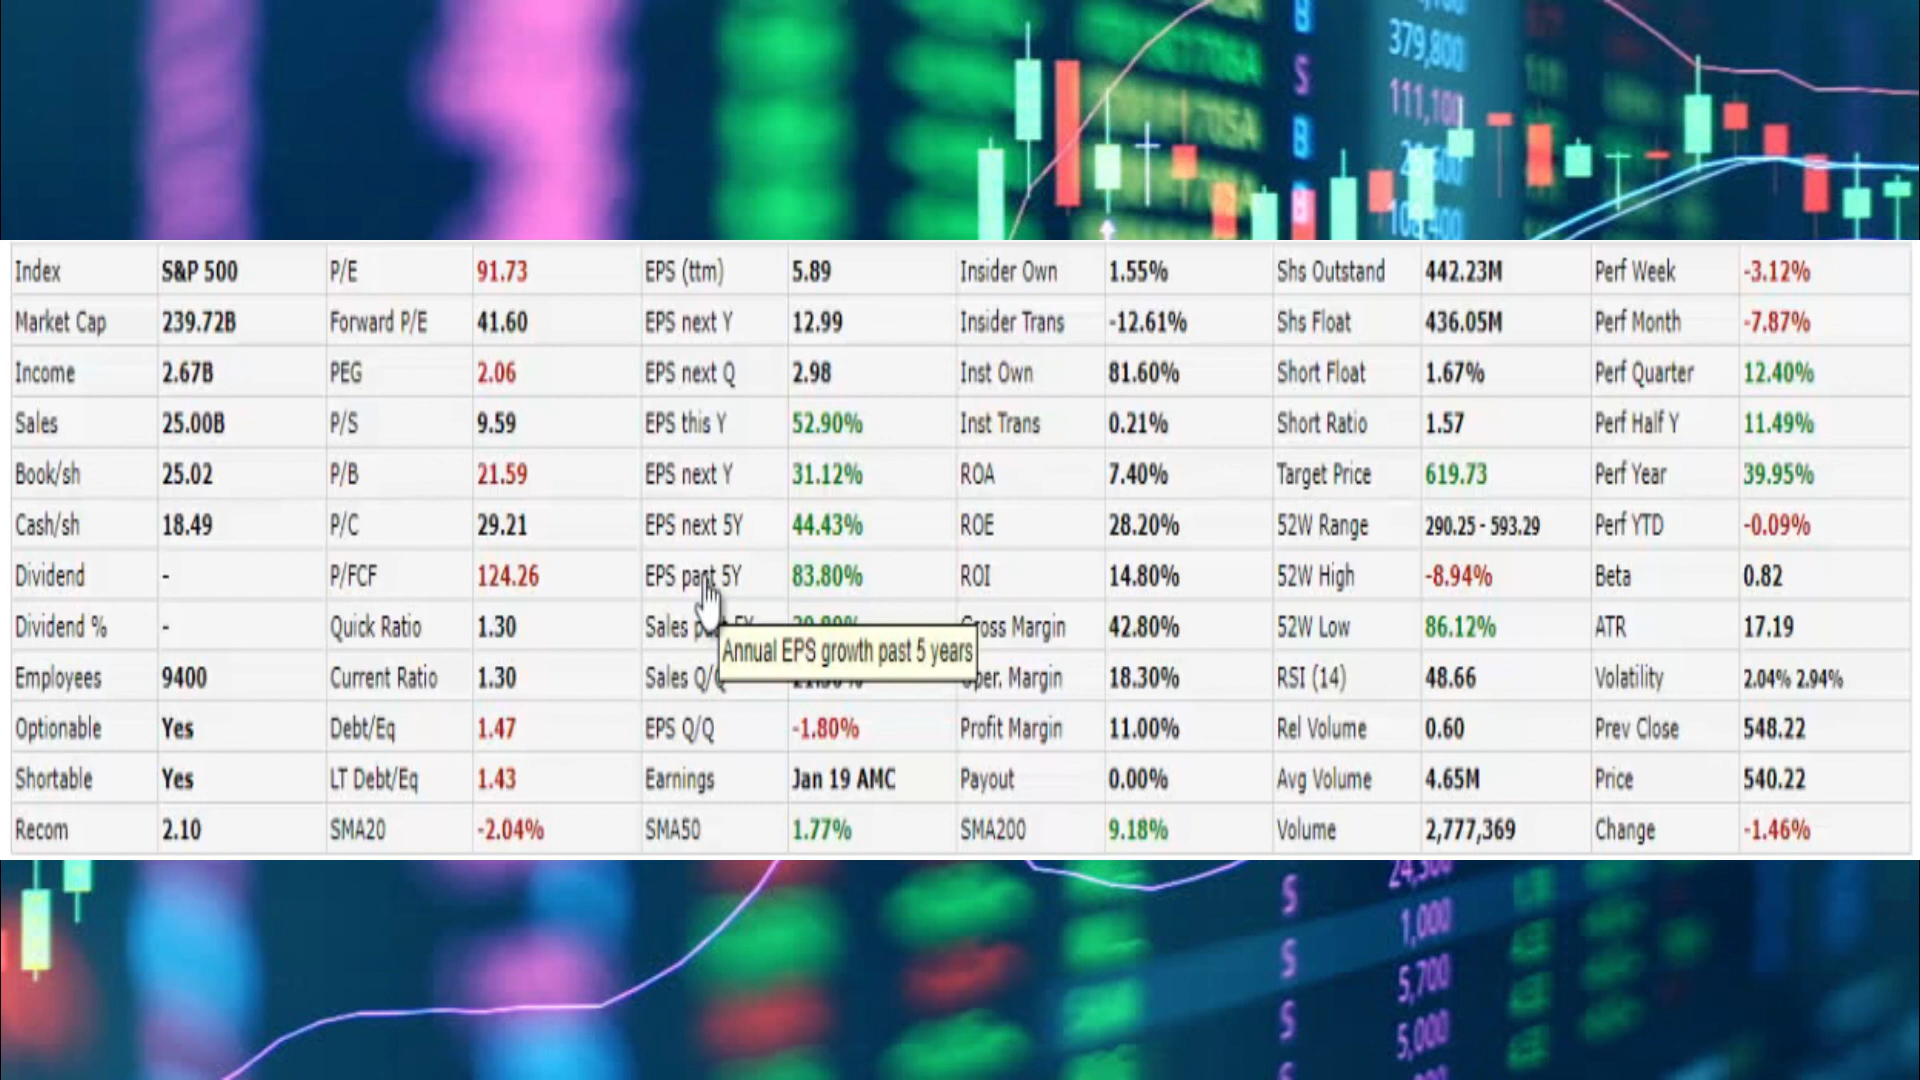 B
379,800
S
111,100
B
B
Index S&P 500 P/E 91.73 EPS (ttm) 5.89 Insider Own 1.55% Shs Outstand 442.23M Perf Week -3.12%
Market Cap 239.72B Forward P/E 41.60 EPS next Y 12.99 Insider Trans -12.61% Shs Float 436.05M Perf Month -7.87%
Income 2.67B PEG 2.06 EPS next Q 2.98 Inst Own 81.60% Short Float 1.67% Perf Quarter 12.40%
Sales 25.00B P/S 9.59 EPS this Y 52.90% Inst Trans 0.21% Short Ratio 1.57 Perf Half Y 11.49%
Book/sh 25.02 P/B 21.59 EPS next Y 31.12% ROA 7.40% Target Price 619.73 Perf Year 39.95%
Cash/sh 18.49 P/C 29.21 EPS next 5Y 44.43% ROE 28.20% 52W Range 290.25 - 593.29 Perf YTD -0.09%
Dividend - P/FCF 124.26 EPS past 5Y 83.80% ROI 14.80% 52W High -8.94% Beta 0.82
Dividend % - Quick Ratio 1.30 Sales 42.80% 52W Low 86.12% ATR 17.19
Annual EPS growth past 5 years
Employees 9400 Current Ratio 1.30 Sales Margin 18.30% RSI (14) 48.66 Volatility 2.04% 2.94%
Optionable Yes Debt/Eq 1.47 EPS Q/Q -1.80% Profit Margin 11.00% Rel Volume 0.60 Prev Close 548.22
Shortable Yes LT Debt/Eq 1.43 Earnings Jan 19 AMC Payout 0.00% Avg Volume 4.65M Price 540.22
Recom 2.10 SMA20 -2.04% SMA50 1.77% SMA200 9.18% Volume 2,777,369 Change -1.46%
S
1,000
S
5,700
S
5,000